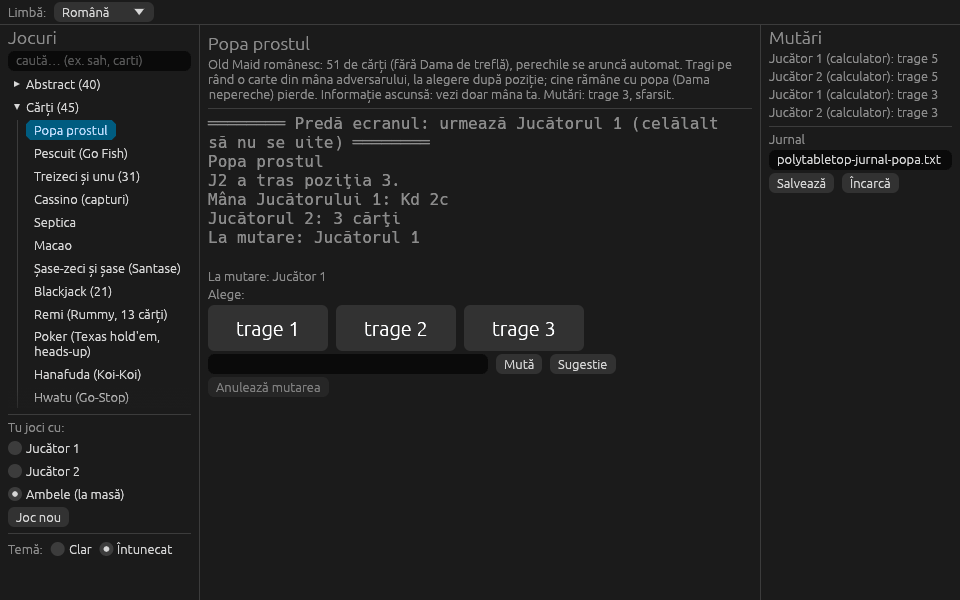 Limbă: Română
Jocuri
caută... (ex. sah, carti)
Abstract (40)
Cărți (45)
Popa prostul
Pescuit (Go Fish)
Treizeci și unu (31)
Cassino (capturi)
Septica
Macao
Șase-zeci și șase (Santase)
Blackjack (21)
Remi (Rummy, 13 cărți)
Poker (Texas hold'em,
heads-up)
Hanafuda (Koi-Koi)
Hwatu (Go-Stop)
Tu joci cu:
Jucător 1
Jucător 2
Ambele (la masă)
Joc nou
Temă: Clar Întunecat
Popa prostul
Old Maid românesc: 51 de cărți (fără Dama de treflă), perechile se aruncă automat. Tragi pe
rând o carte din mâna adversarului, la alegere după poziție; cine rămâne cu popa (Dama
nepereche) pierde. Informație ascunsă: vezi doar mâna ta. Mutări: trage 3, sfarsit.
════════ Predă ecranul: urmează Jucătorul 1 (celălalt
să nu se uite) ════════
Popa prostul
J2 a tras poziția 3.
Mâna Jucătorului 1: Kd 2c
Jucătorul 2: 3 cărți
La mutare: Jucătorul 1
La mutare: Jucător 1
Alege:
trage 1 trage 2 trage 3
Mută Sugestie
Anulează mutarea
Mutări
Jucător 1 (calculator): trage 5
Jucător 2 (calculator): trage 5
Jucător 1 (calculator): trage 3
Jucător 2 (calculator): trage 3
Jurnal
polytabletop-jurnal-popa.txt
Salvează Încarcă